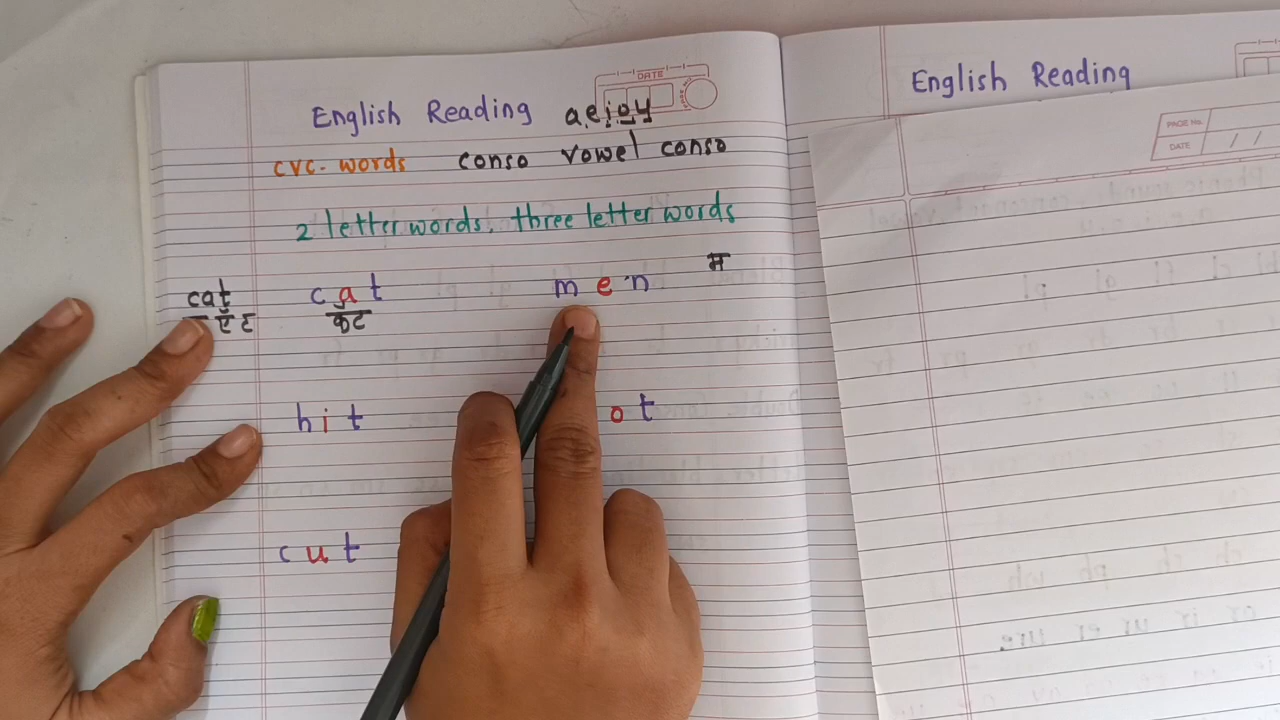 English Reading a e i o u
DATE
cvc. words conso vowel conso
2 letter words, three letter words
cat c a t m e n म
एट कट
h i t o t
c u t
English Reading
PAGE No.
DATE / /